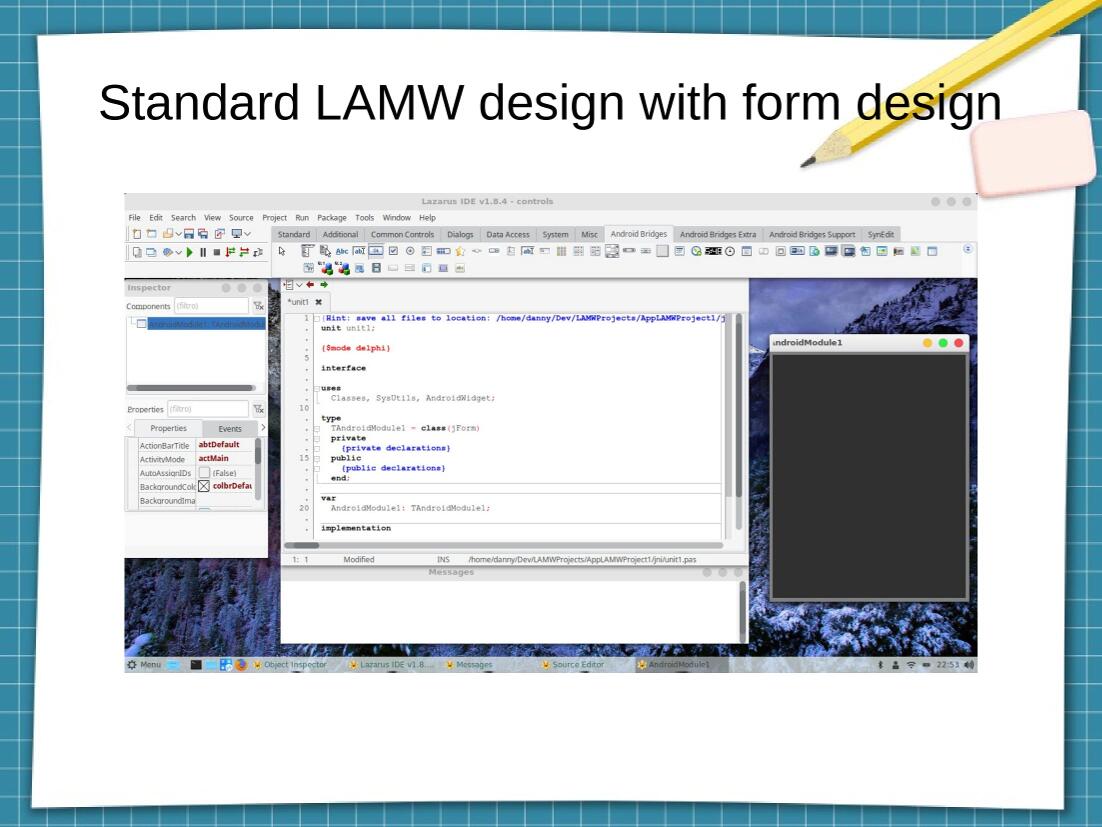 Standard LAMW design with form design
Lazarus IDE v1.8.4 - controls
File Edit Search View Source Project Run Package Tools Window Help
Standard Additional Common Controls Dialogs Data Access System Misc Android Bridges Android Bridges Extra Android Bridges Support SynEdit
Abc
Inspector
Components (filtro)
AndroidModule1: TAndroidModu
Properties (filtro)
Properties Events
ActionBarTitle abtDefault
ActivityMode actMain
AutoAssignIDs (False)
BackgroundColo colbrDefau
BackgroundIma
*unit1
1 {Hint: save all files to location: /home/danny/Dev/LAMWProjects/AppLAMWProject1/j
unit unit1;
{$mode delphi}
5
interface
uses
Classes, SysUtils, AndroidWidget;
10
type
TAndroidModule1 = class(jForm)
private
{private declarations}
15 public
{public declarations}
end;
var
20 AndroidModule1: TAndroidModule1;
implementation
1: 1 Modified INS /home/danny/Dev/LAMWProjects/AppLAMWProject1/jni/unit1.pas
Messages
ndroidModule1
Menu Object Inspector Lazarus IDE v1.8.... Messages Source Editor AndroidModule1 22:53